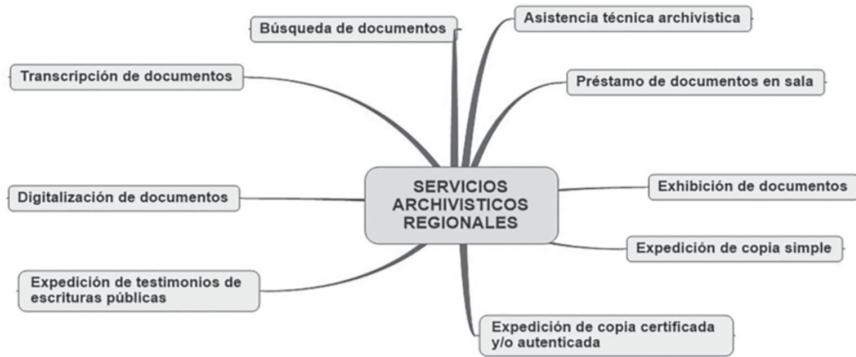 Búsqueda de documentos
Asistencia técnica archivística
Transcripción de documentos
Préstamo de documentos en sala
SERVICIOS
ARCHIVISTICOS
REGIONALES
Exhibición de documentos
Digitalización de documentos
Expedición de copia simple
Expedición de testimonios de
escrituras públicas
Expedición de copia certificada
y/o autenticada